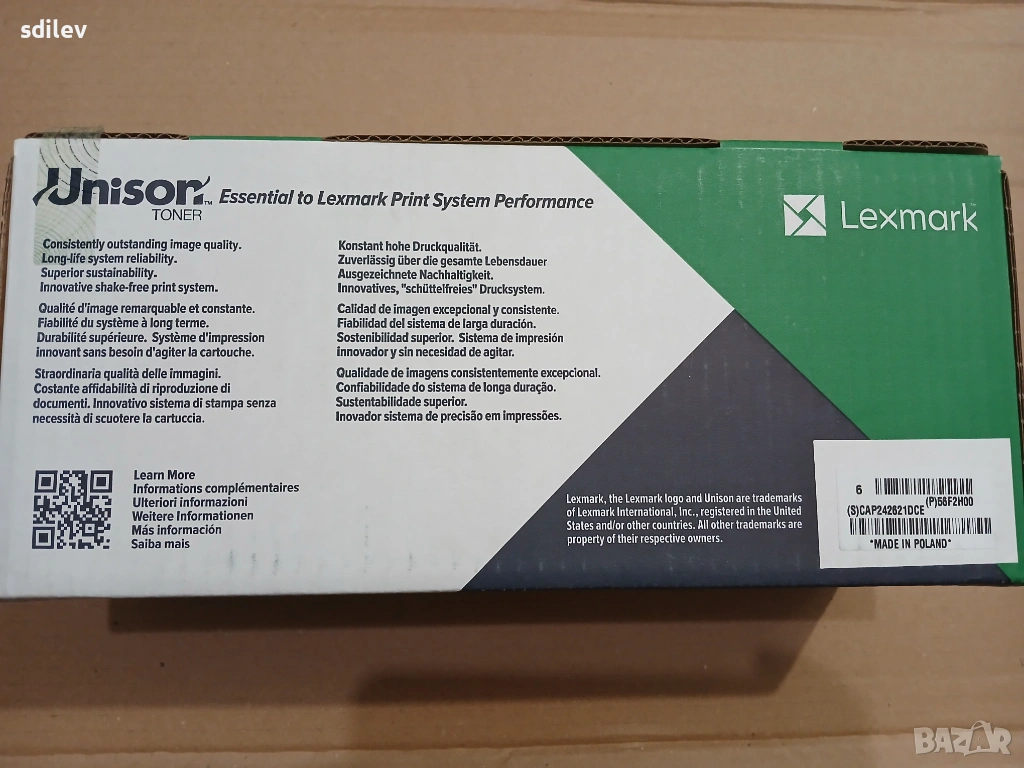 sdilev
Unison™
TONER
Essential to Lexmark Print System Performance
Lexmark
Consistently outstanding image quality.
Long-life system reliability.
Superior sustainability.
Innovative shake-free print system.
Qualité d'image remarquable et constante.
Fiabilité du système à long terme.
Durabilité supérieure. Système d'impression
innovant sans besoin d'agiter la cartouche.
Straordinaria qualità delle immagini.
Costante affidabilità di riproduzione di
documenti. Innovativo sistema di stampa senza
necessità di scuotere la cartuccia.
Konstant hohe Druckqualität.
Zuverlässig über die gesamte Lebensdauer
Ausgezeichnete Nachhaltigkeit.
Innovatives, "schüttelfreies" Drucksystem.
Calidad de imagen excepcional y consistente.
Fiabilidad del sistema de larga duración.
Sostenibilidad superior. Sistema de impresión
innovador y sin necesidad de agitar.
Qualidade de imagens consistentemente excepcional.
Confiabilidade do sistema de longa duração.
Sustentabilidade superior.
Inovador sistema de precisão em impressões.
Learn More
Informations complémentaires
Ulteriori informazioni
Weitere Informationen
Más información
Saiba mais
Lexmark, the Lexmark logo and Unison are trademarks
of Lexmark International, Inc., registered in the United
States and/or other countries. All other trademarks are
property of their respective owners.
6
(P)56F2H00
(S)CAP242621DCE
*MADE IN POLAND*
BAZAR